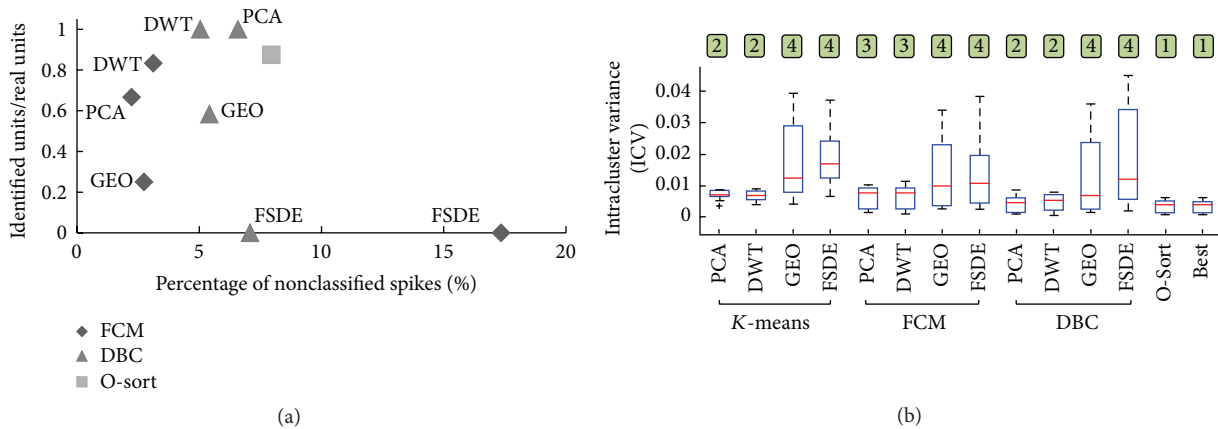 Identified units/real units
1
0.8
0.6
0.4
0.2
0
DWT
PCA
DWT
PCA
GEO
GEO
FSDE
FSDE
0 5 10 15 20
Percentage of nonclassified spikes (%)
FCM
DBC
O-sort
(a)
2 2 4 4 3 3 4 4 2 2 4 4 1 1
Intracluster variance
(ICV)
0.04
0.03
0.02
0.01
0
PCA DWT GEO FSDE PCA DWT GEO FSDE PCA DWT GEO FSDE O-Sort Best
K-means FCM DBC
(b)